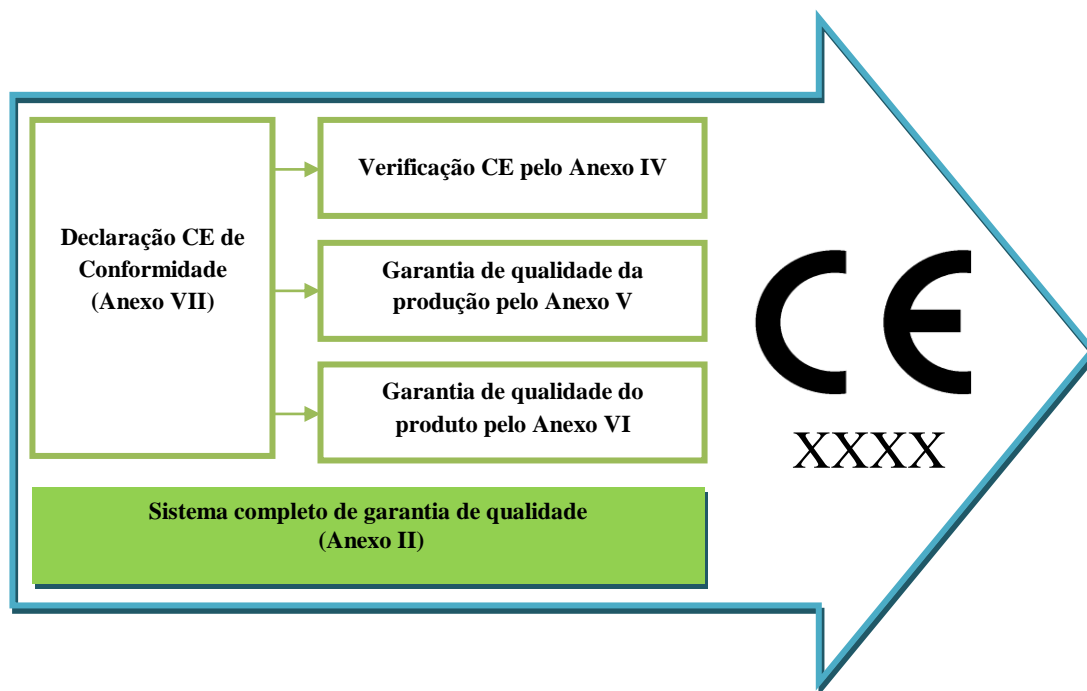 Declaração CE de
Conformidade
(Anexo VII)
Verificação CE pelo Anexo IV
Garantia de qualidade da
produção pelo Anexo V
Garantia de qualidade do
produto pelo Anexo VI
Sistema completo de garantia de qualidade
(Anexo II)
CE
XXXX